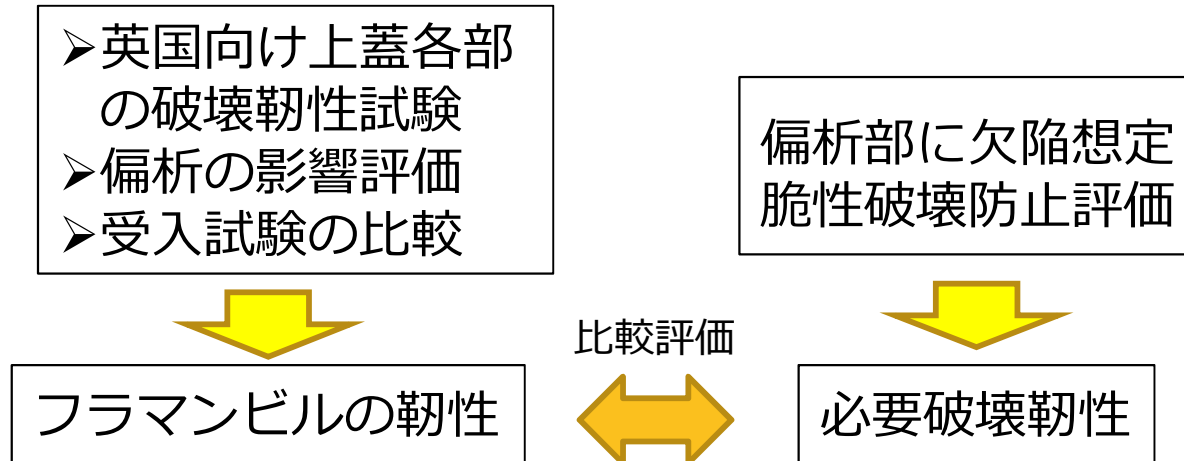 ➢英国向け上蓋各部
の破壊靭性試験
➢偏析の影響評価
➢受入試験の比較
偏析部に欠陥想定
脆性破壊防止評価
比較評価
フラマンビルの靭性
必要破壊靭性